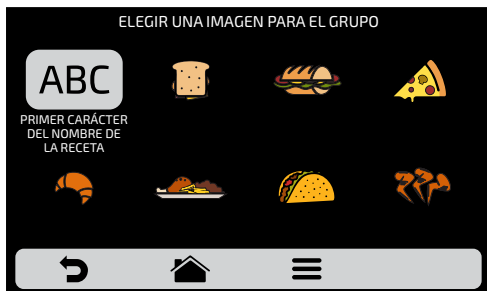 ELEGIR UNA IMAGEN PARA EL GRUPO
ABC
PRIMER CARÁCTER
DEL NOMBRE DE
LA RECETA